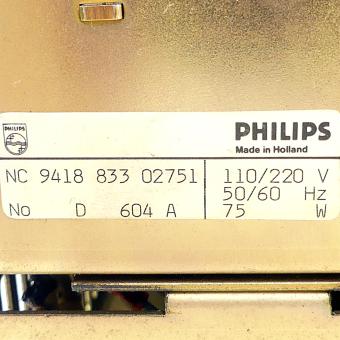 PHILIPS
Made in Holland
NC 9418 833 02751
110/220 V
50/60 Hz
No D 604 A
75 W